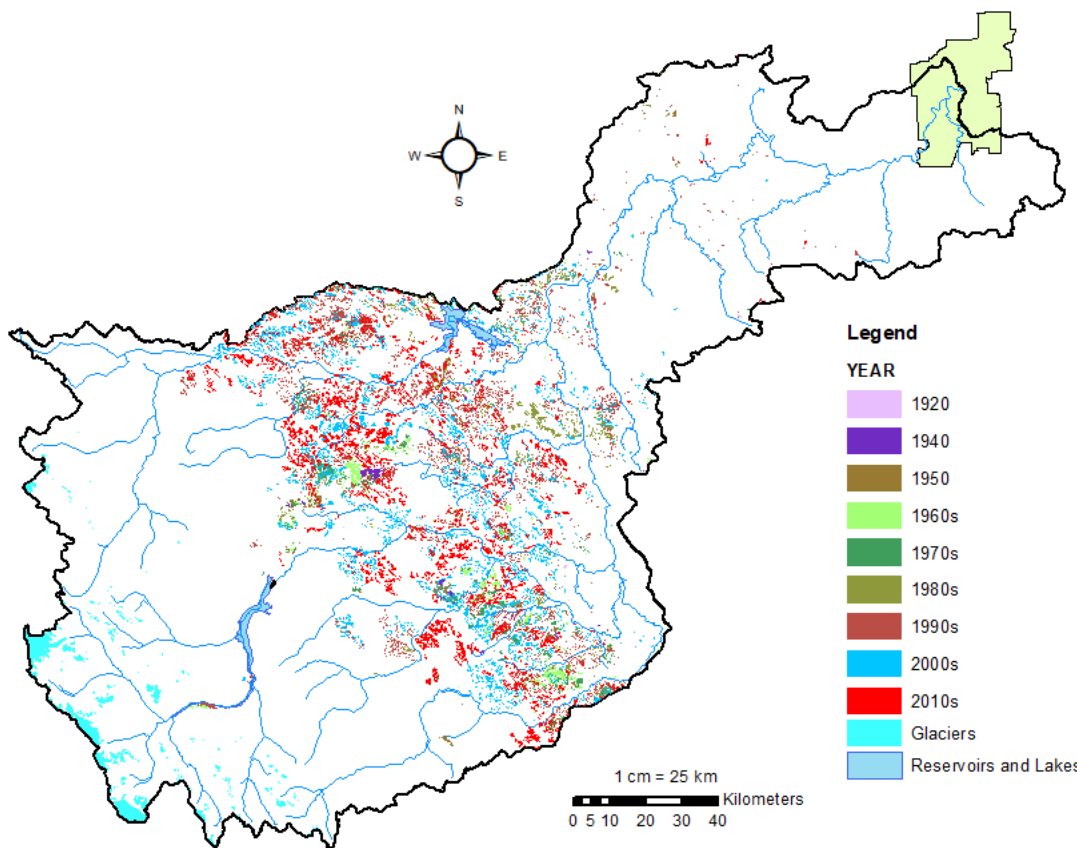 N
W E
S
Legend
YEAR
1920
1940
1950
1960s
1970s
1980s
1990s
2000s
2010s
Glaciers
Reservoirs and Lakes
1 cm = 25 km
Kilometers
0 5 10 20 30 40